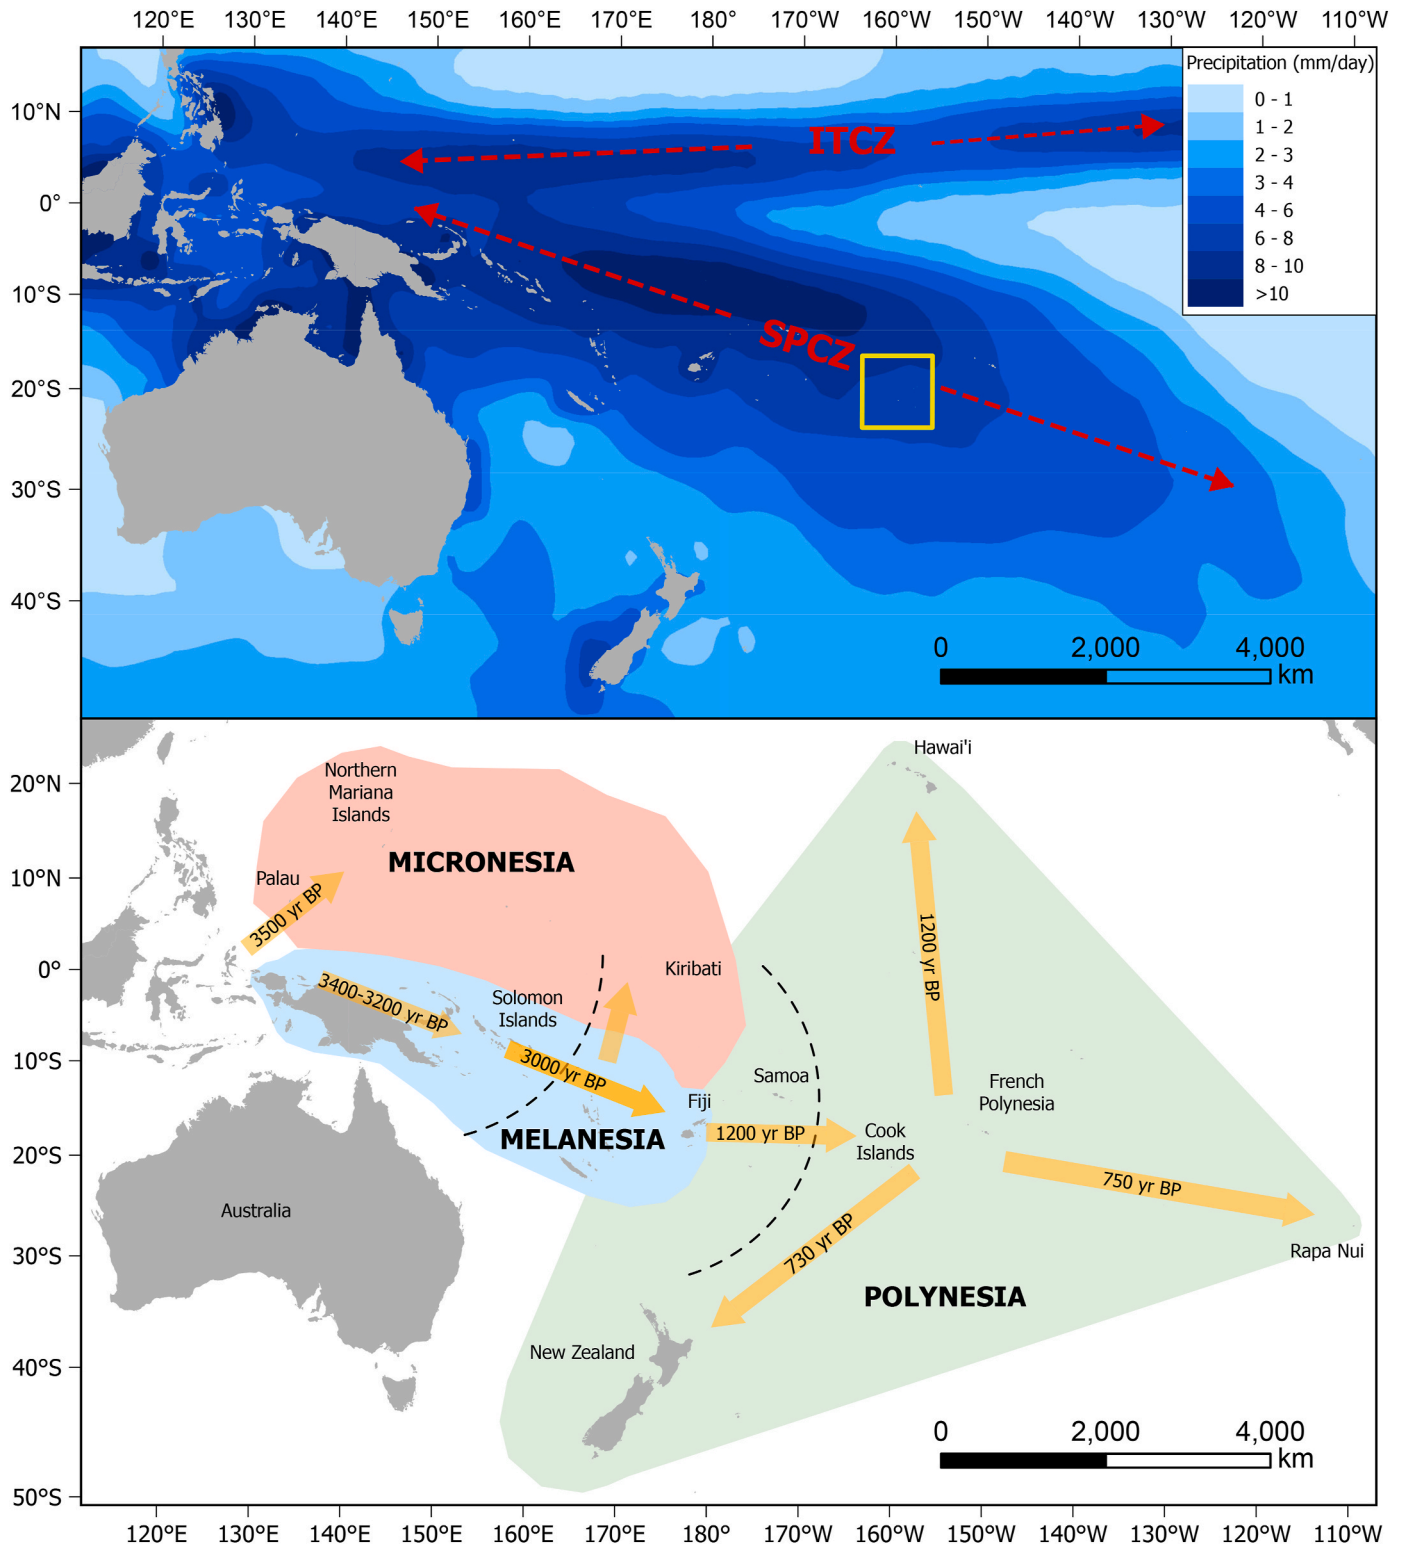 120°E 130°E 140°E 150°E 160°E 170°E 180° 170°W 160°W 150°W 140°W 130°W 120°W 110°W
Precipitation (mm/day)
0 - 1
1 - 2
2 - 3
3 - 4
4 - 6
6 - 8
8 - 10
>10
10°N
0°
10°S
20°S
30°S
40°S
ITCZ
SPCZ
0 2,000 4,000
km
20°N
10°N
0°
10°S
20°S
30°S
40°S
50°S
Hawai'i
Northern
Mariana
Islands
MICRONESIA
Palau
3500 yr BP
1200 yr BP
Kiribati
3400-3200 yr BP
Solomon
Islands
3000 yr BP
Samoa
French
Polynesia
Fiji
MELANESIA
1200 yr BP
Cook
Islands
750 yr BP
Australia
730 yr BP
Rapa Nui
POLYNESIA
New Zealand
0 2,000 4,000
km
120°E 130°E 140°E 150°E 160°E 170°E 180° 170°W 160°W 150°W 140°W 130°W 120°W 110°W